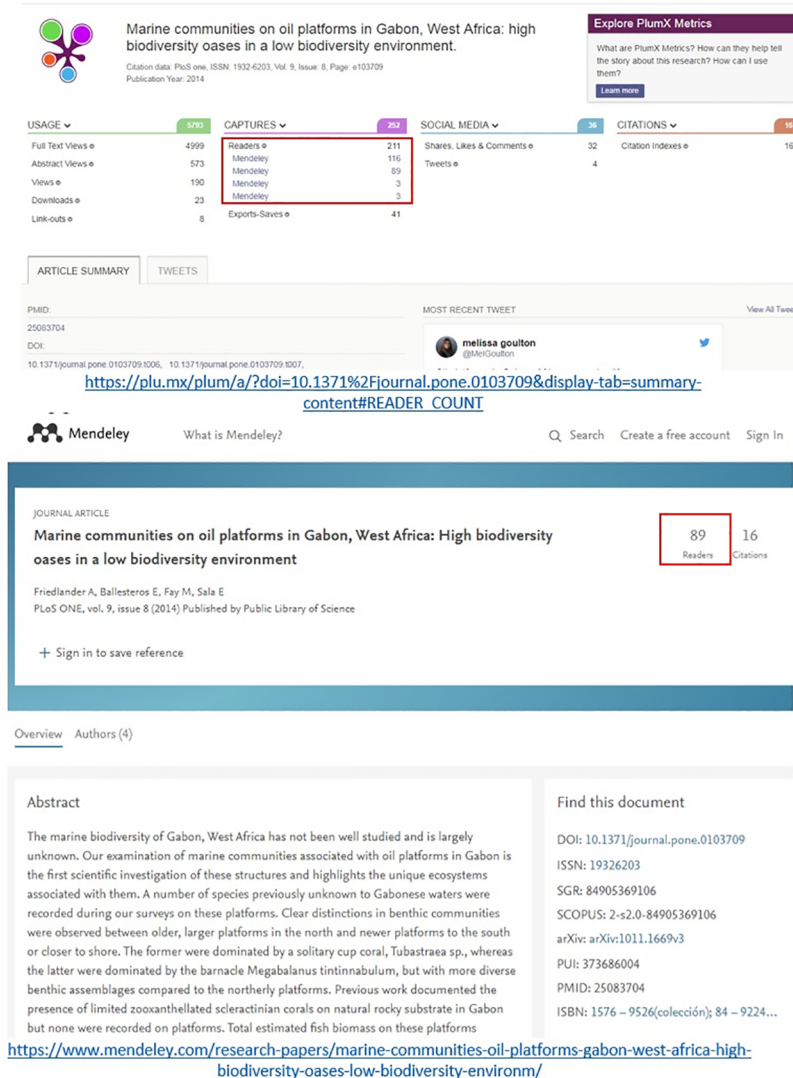 Marine communities on oil platforms in Gabon, West Africa: high
biodiversity oases in a low biodiversity environment.
Citation data: PloS one, ISSN: 1932-6203, Vol: 9, Issue: 8, Page: e103709
Publication Year: 2014
Explore PlumX Metrics
What are PlumX Metrics? How can they help tell
the story about this research? How can I use
them?
Learn more
USAGE 5793
Full Text Views 4999
Abstract Views 573
Views 190
Downloads 23
Link-outs 8
CAPTURES 252
Readers 211
Mendeley 116
Mendeley 89
Mendeley 3
Mendeley 3
Exports-Saves 41
SOCIAL MEDIA 36
Shares, Likes & Comments 32
Tweets 4
CITATIONS 16
Citation Indexes 16
ARTICLE SUMMARY TWEETS
PMID:
25083704
DOI:
10.1371/journal.pone.0103709.t006, 10.1371/journal.pone.0103709.t007,
MOST RECENT TWEET View All Twee
melissa goulton
@MelGoulton
https://plu.mx/plum/a/?doi=10.1371%2Fjournal.pone.0103709&display-tab=summary-
content#READER_COUNT
Mendeley What is Mendeley? Search Create a free account Sign In
JOURNAL ARTICLE
Marine communities on oil platforms in Gabon, West Africa: High biodiversity
oases in a low biodiversity environment
89 16
Readers Citations
Friedlander A, Ballesteros E, Fay M, Sala E
PLoS ONE, vol. 9, issue 8 (2014) Published by Public Library of Science
+ Sign in to save reference
Overview Authors (4)
Abstract
The marine biodiversity of Gabon, West Africa has not been well studied and is largely
unknown. Our examination of marine communities associated with oil platforms in Gabon is
the first scientific investigation of these structures and highlights the unique ecosystems
associated with them. A number of species previously unknown to Gabonese waters were
recorded during our surveys on these platforms. Clear distinctions in benthic communities
were observed between older, larger platforms in the north and newer platforms to the south
or closer to shore. The former were dominated by a solitary cup coral, Tubastraea sp., whereas
the latter were dominated by the barnacle Megabalanus tintinnabulum, but with more diverse
benthic assemblages compared to the northerly platforms. Previous work documented the
presence of limited zooxanthellated scleractinian corals on natural rocky substrate in Gabon
but none were recorded on platforms. Total estimated fish biomass on these platforms
Find this document
DOI: 10.1371/journal.pone.0103709
ISSN: 19326203
SGR: 84905369106
SCOPUS: 2-s2.0-84905369106
arXiv: arXiv:1011.1669v3
PUI: 373686004
PMID: 25083704
ISBN: 1576 – 9526(colección); 84 – 9224...
https://www.mendeley.com/research-papers/marine-communities-oil-platforms-gabon-west-africa-high-
biodiversity-oases-low-biodiversity-environm/